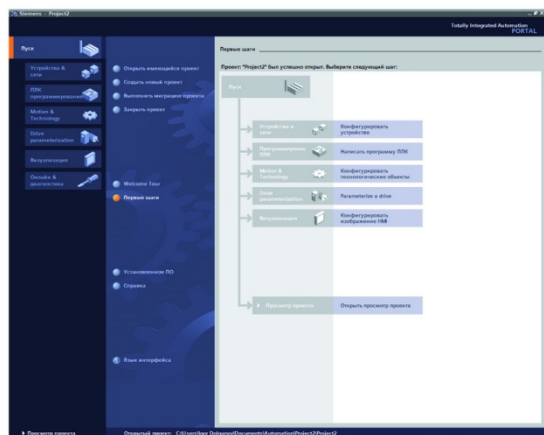 Siemens - Project2
Totally Integrated Automation
PORTAL
Пуск
Устройства &
сети
ПЛК
программирование
Motion &
Technology
Drive
parameterization
Визуализация
Онлайн &
диагностика
Открыть имеющийся проект
Создать новый проект
Выполнить миграцию проекта
Закрыть проект
Welcome Tour
Первые шаги
Установленное ПО
Справка
Язык интерфейса
Первые шаги
Проект: "Project2" был успешно открыт. Выберите следующий шаг:
Пуск
Устройства и
сети
Конфигурировать
устройство
Программирование
ПЛК
Написать программу ПЛК
Motion &
Technology
Конфигурировать
технологические объекты
Drive
parameterization
Parameterize a drive
Визуализация
Конфигурировать
изображение HMI
Просмотр проекта
Открыть просмотр проекта
Просмотр проекта
Открытый проект: